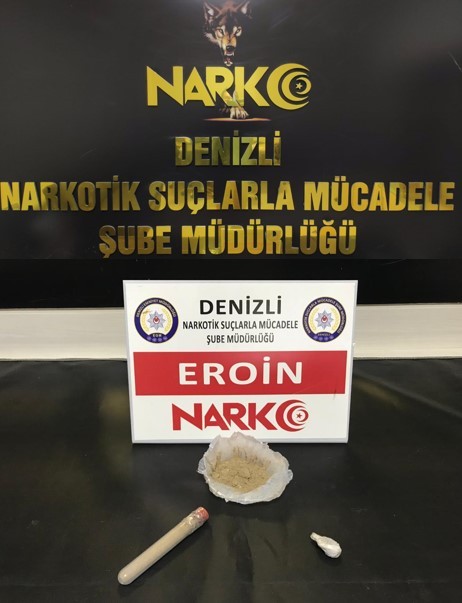 NARKO
DENİZLİ
NARKOTİK SUÇLARLA MÜCADELE
ŞUBE MÜDÜRLÜĞÜ
DENİZLİ
NARKOTİK SUÇLARLA MÜCADELE
ŞUBE MÜDÜRLÜĞÜ
EROİN
NARKO